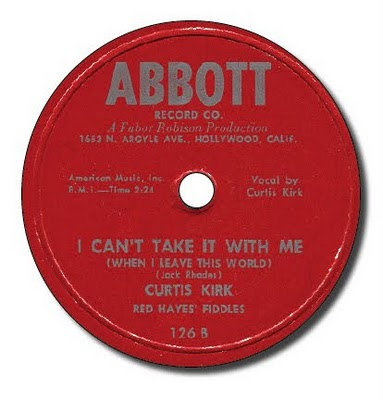 ABBOTT
RECORD CO.
A Fabor Robison Production
1653 N. ARGYLE AVE., HOLLYWOOD, CALIF.
American Music, Inc.
B.M.I.—Time 2:24
Vocal by
Curtis Kirk
I CAN'T TAKE IT WITH ME
(WHEN I LEAVE THIS WORLD)
(Jack Rhodes)
CURTIS KIRK
RED HAYES' FIDDLES
126 B